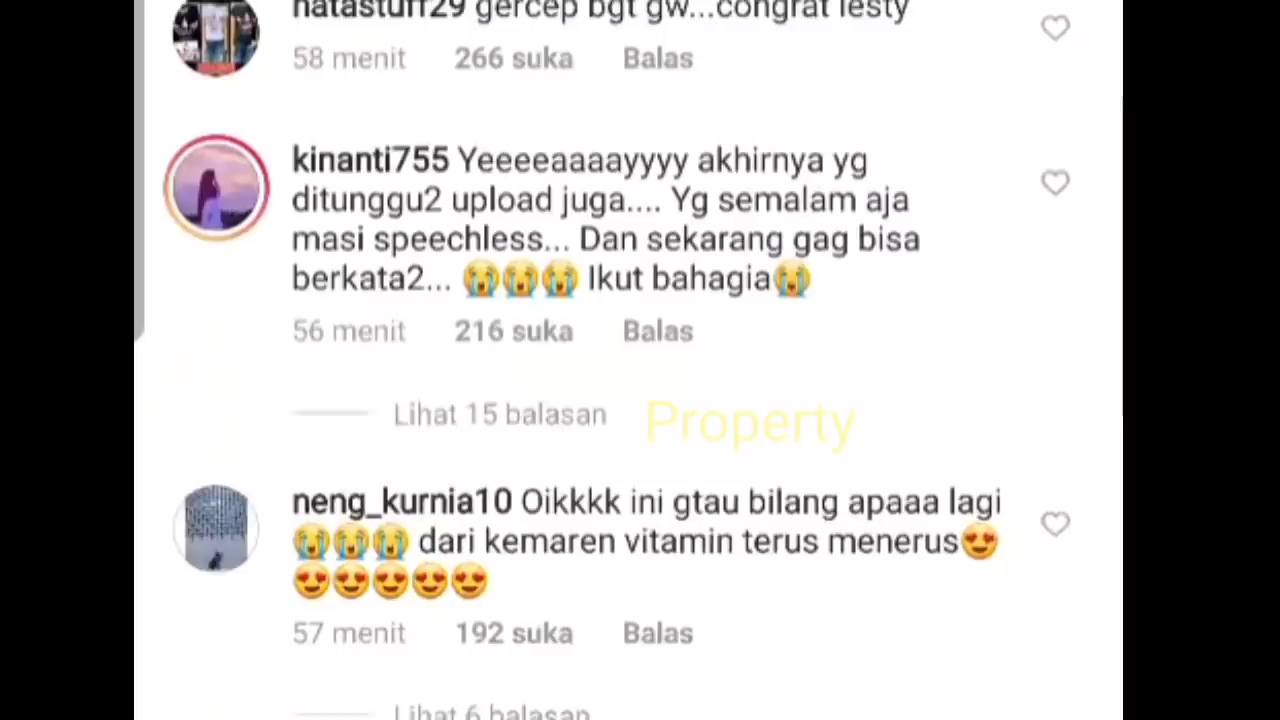 natastuff29 gercep bgt gw...congrat lesty
58 menit 266 suka Balas
kinanti755 Yeeeeaaaayyyy akhirnya yg
ditunggu2 upload juga.... Yg semalam aja
masi speechless... Dan sekarang gag bisa
berkata2... 😭😭😭 Ikut bahagia😭
56 menit 216 suka Balas
Lihat 15 balasan
Property
neng_kurnia10 Oikkkk ini gtau bilang apaaa lagi
😭😭😭 dari kemaren vitamin terus menerus😍
😍😍😍😍😍
57 menit 192 suka Balas
Lihat 6 balasan